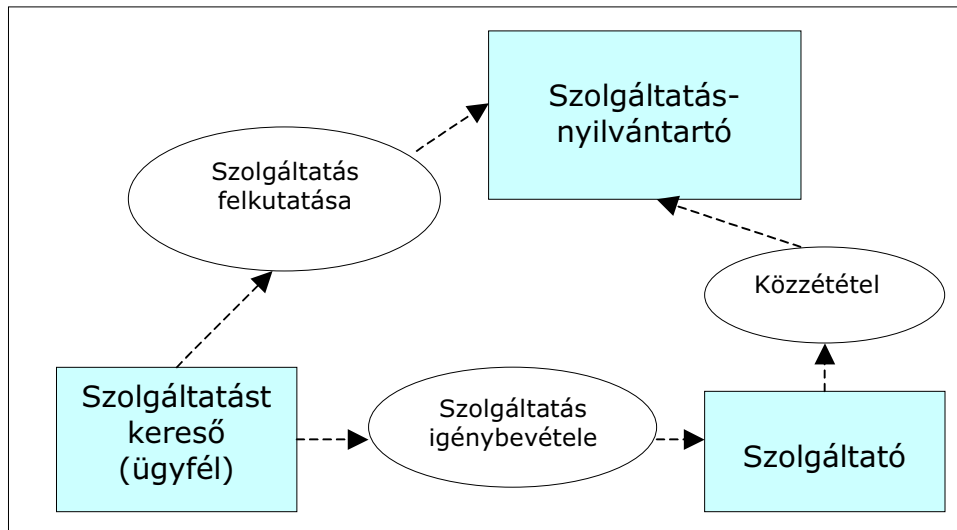 Szolgáltatás-
nyilvántartó
Szolgáltatás
felkutatása
Közzététel
Szolgáltatást
kereső
(ügyfél)
Szolgáltatás
igénybevétele
Szolgáltató